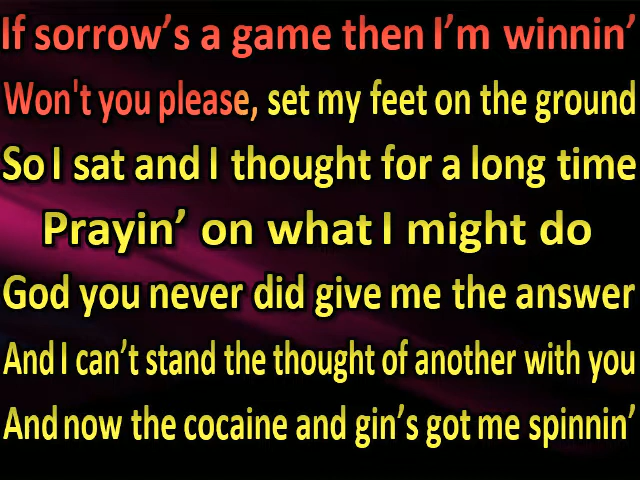 If sorrow’s a game then I’m winnin’
Won't you please, set my feet on the ground
So I sat and I thought for a long time
Prayin’ on what I might do
God you never did give me the answer
And I can’t stand the thought of another with you
And now the cocaine and gin’s got me spinnin’